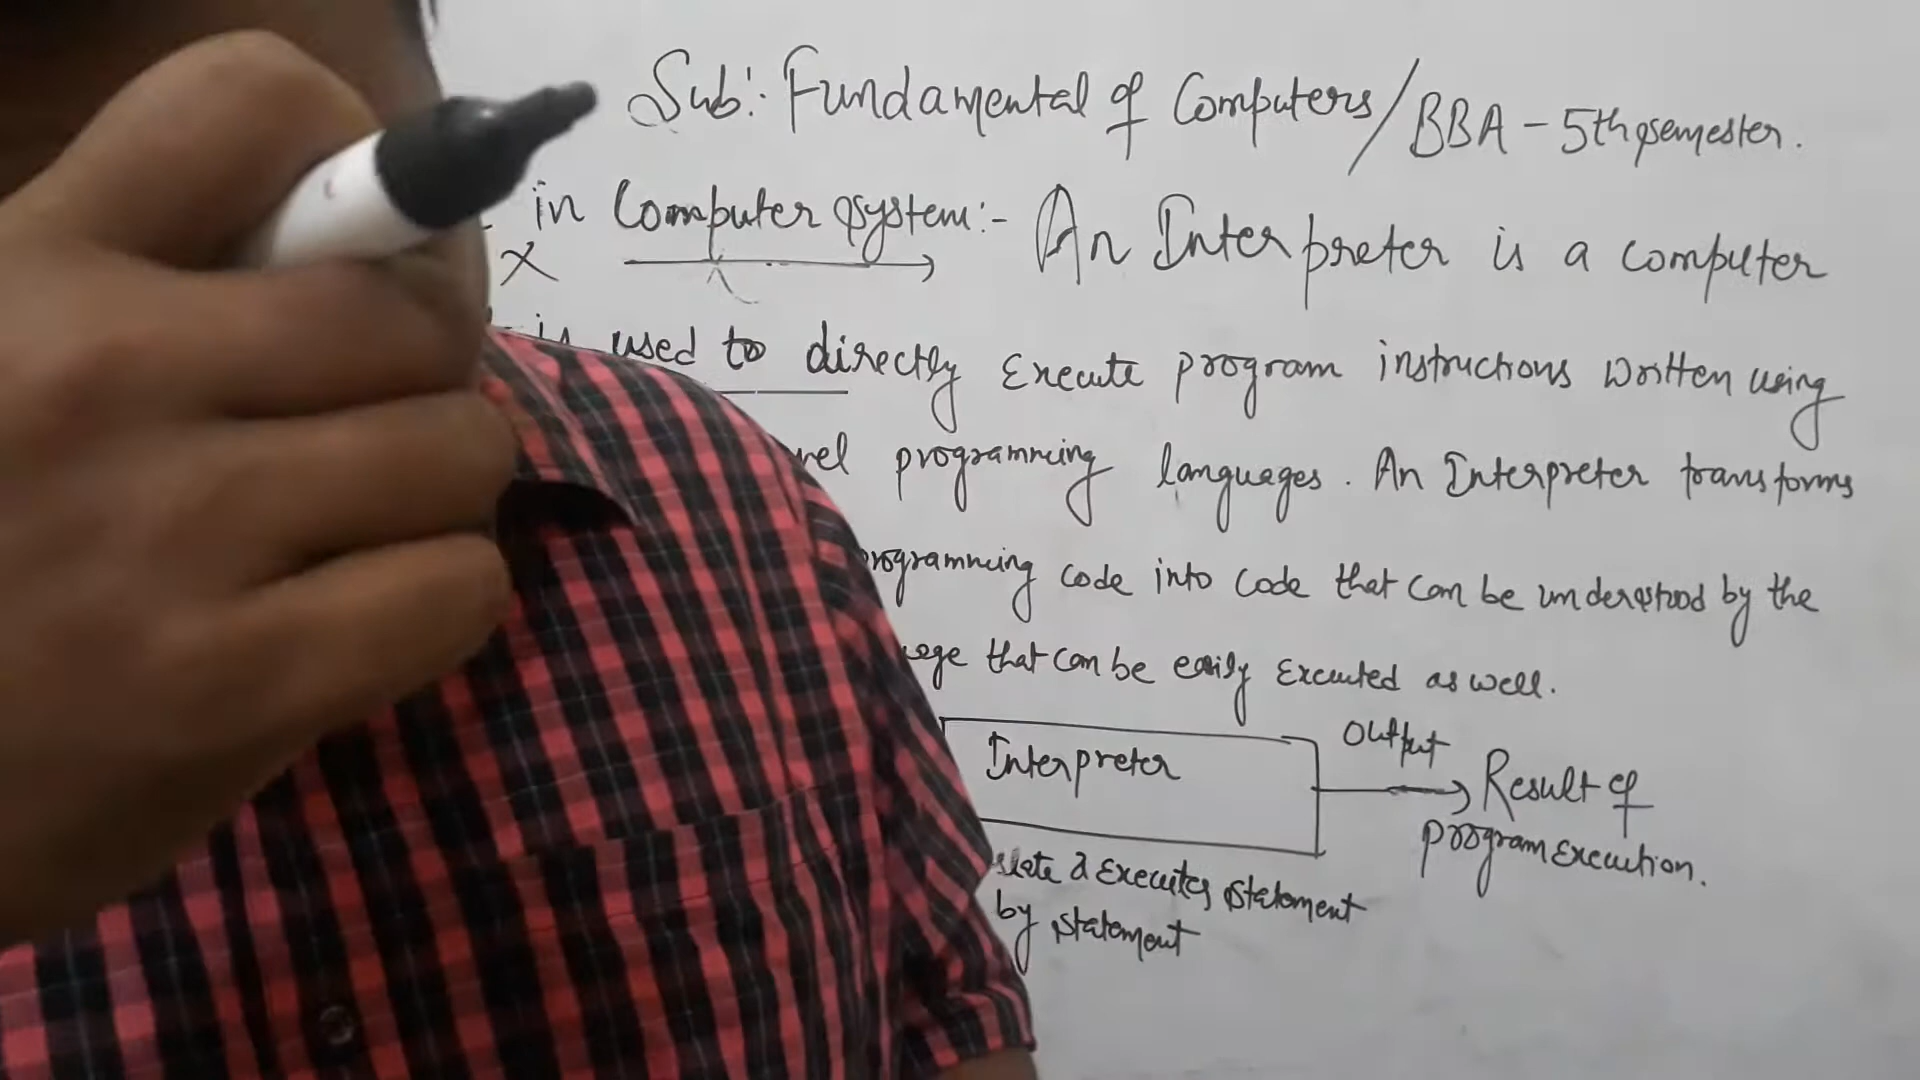 Sub:- Fundamental of Computers/BBA-5th semester.
in Computer system:- An Interpreter is a computer
is used to directly Execute program instructions written using
programming languages. An Interpreter transforms
programming code into code that can be understood by the
that can be easily Executed as well.
Interpreter
Output
Result of
program Execution.
& Executes Statement
by statement